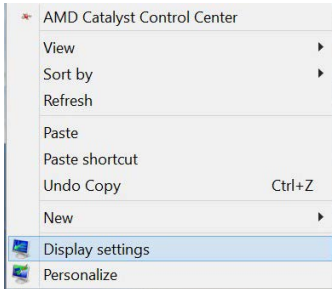 AMD Catalyst Control Center
View
Sort by
Refresh
Paste
Paste shortcut
Undo Copy Ctrl+Z
New
Display settings
Personalize